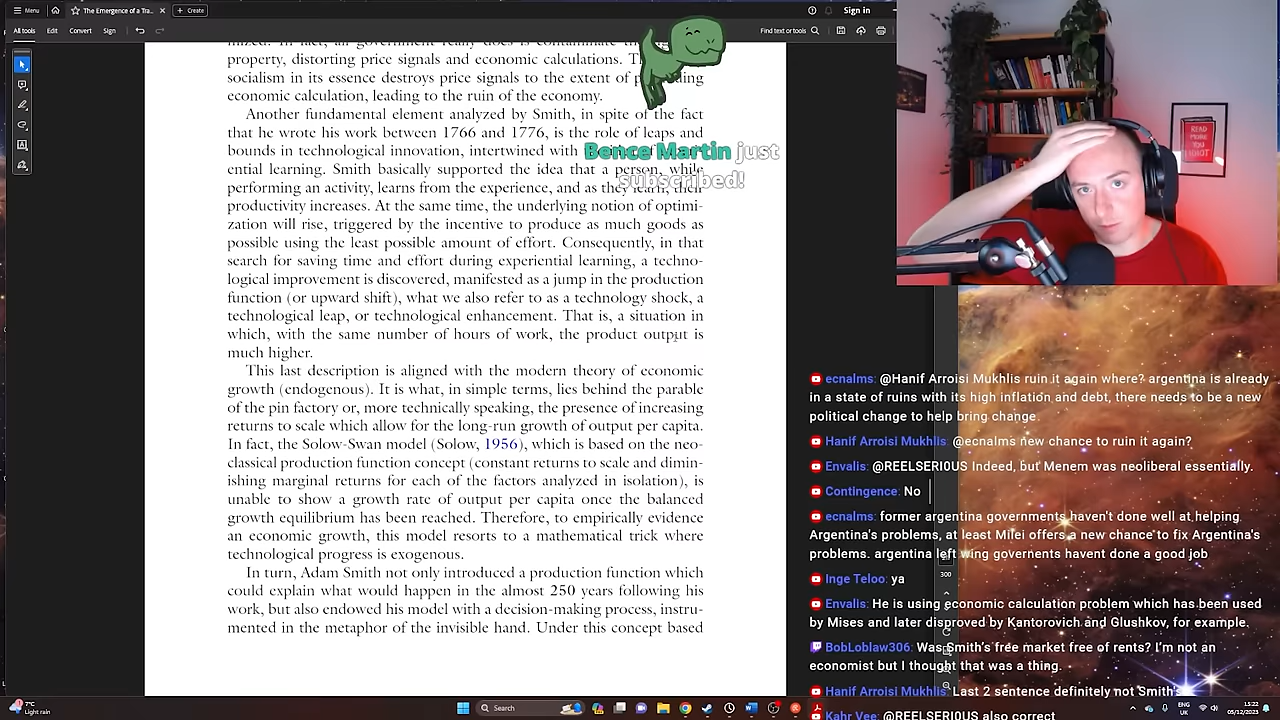 Menu
The Emergence of a Tra...
Create
Sign in
All tools
Edit
Convert
Sign
Find text or tools
property, distorting price signals and economic calculations.
socialism in its essence destroys price signals to the extent of
economic calculation, leading to the ruin of the economy.
Another fundamental element analyzed by Smith, in spite of the fact
that he wrote his work between 1766 and 1776, is the role of leaps and
bounds in technological innovation, intertwined with
ential learning. Smith basically supported the idea that a person, while
performing an activity, learns from the experience, and as they learn, their
productivity increases. At the same time, the underlying notion of optimi-
zation will rise, triggered by the incentive to produce as much goods as
possible using the least possible amount of effort. Consequently, in that
search for saving time and effort during experiential learning, a techno-
logical improvement is discovered, manifested as a jump in the production
function (or upward shift), what we also refer to as a technology shock, a
technological leap, or technological enhancement. That is, a situation in
which, with the same number of hours of work, the product output is
much higher.
This last description is aligned with the modern theory of economic
growth (endogenous). It is what, in simple terms, lies behind the parable
of the pin factory or, more technically speaking, the presence of increasing
returns to scale which allow for the long-run growth of output per capita.
In fact, the Solow-Swan model (Solow, 1956), which is based on the neo-
classical production function concept (constant returns to scale and dimin-
ishing marginal returns for each of the factors analyzed in isolation), is
unable to show a growth rate of output per capita once the balanced
growth equilibrium has been reached. Therefore, to empirically evidence
an economic growth, this model resorts to a mathematical trick where
technological progress is exogenous.
In turn, Adam Smith not only introduced a production function which
could explain what would happen in the almost 250 years following his
work, but also endowed his model with a decision-making process, instru-
mented in the metaphor of the invisible hand. Under this concept based
Bence Martin just
subscribed!
READ
MORE
YOU
ecnalms: @Hanif Arroisi Mukhlis ruin it again where? argentina is already
in a state of ruins with its high inflation and debt, there needs to be a new
political change to help bring change.
Hanif Arroisi Mukhlis: @ecnalms new chance to ruin it again?
Envalis: @REELSERI0US Indeed, but Menem was neoliberal essentially.
Contingence: No
ecnalms: former argentina governments haven't done well at helping
Argentina's problems, at least Milei offers a new chance to fix Argentina's
problems. argentina left wing governents havent done a good job
Inge Teloo: ya
Envalis: He is using economic calculation problem which has been used
by Mises and later disproved by Kantorovich and Glushkov, for example.
BobLoblaw306: Was Smith's free market free of rents? I'm not an
economist but I thought that was a thing.
Hanif Arroisi Mukhlis: Last 2 sentence definitely not Smith's
Kahr Vee: @REELSERI0US also correct
300
7°C
Light rain
Search
ENG
UK
15:22
05/12/2023